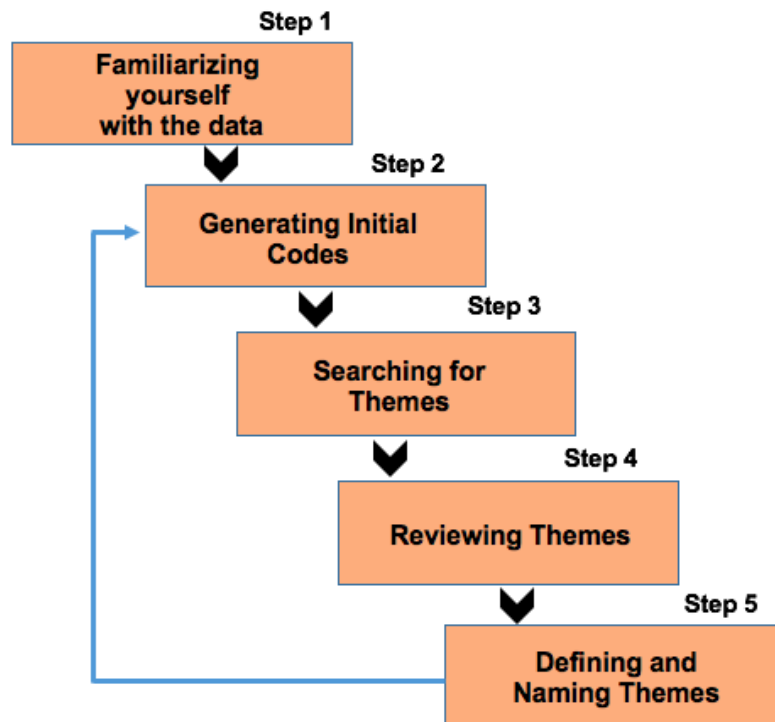 Step 1
Familiarizing
yourself
with the data
Step 2
Generating Initial
Codes
Step 3
Searching for
Themes
Step 4
Reviewing Themes
Step 5
Defining and
Naming Themes